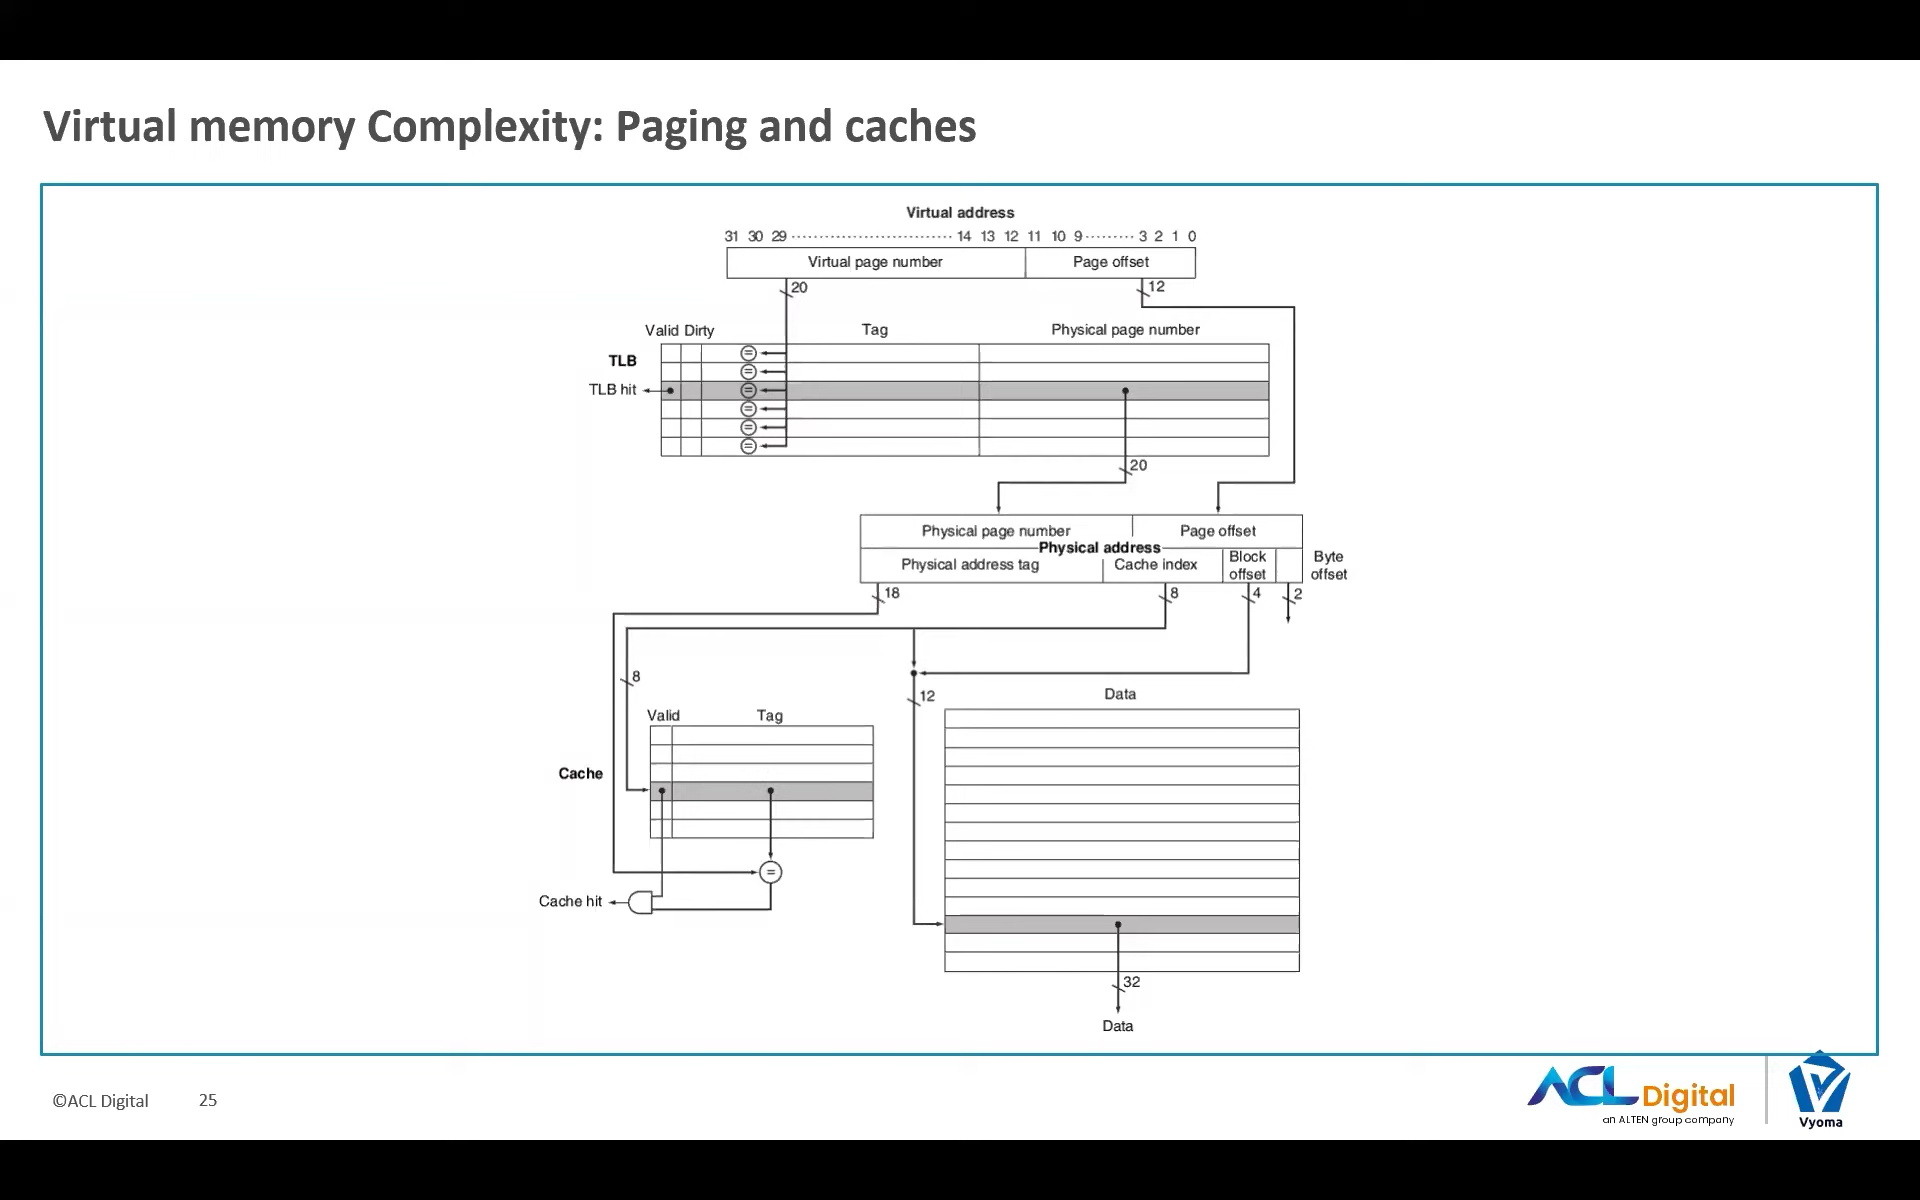 Virtual memory Complexity: Paging and caches
Virtual address
31 30 29 14 13 12 11 10 9 3 2 1 0
Virtual page number Page offset
20 12
Valid Dirty Tag Physical page number
TLB
TLB hit
= = = = = =
20
Physical page number Page offset
Physical address
Physical address tag Cache index Block offset Byte offset
18 8 4 2
8
12
Data
Valid Tag
Cache
=
Cache hit
32
Data
©ACL Digital 25
ACL Digital
an ALTEN group company
Vyoma